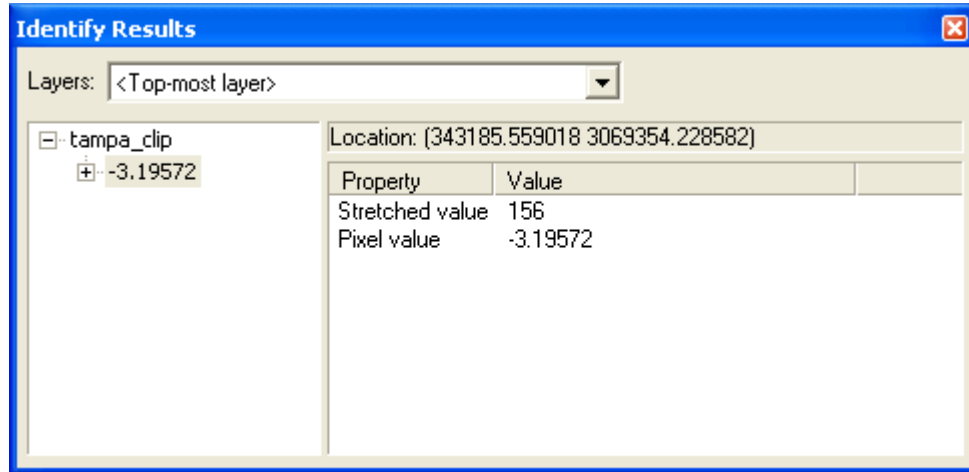 Identify Results
Layers: <Top-most layer>
tampa_clip
-3.19572
Location: (343185.559018 3069354.228582)
Property Value
Stretched value 156
Pixel value -3.19572